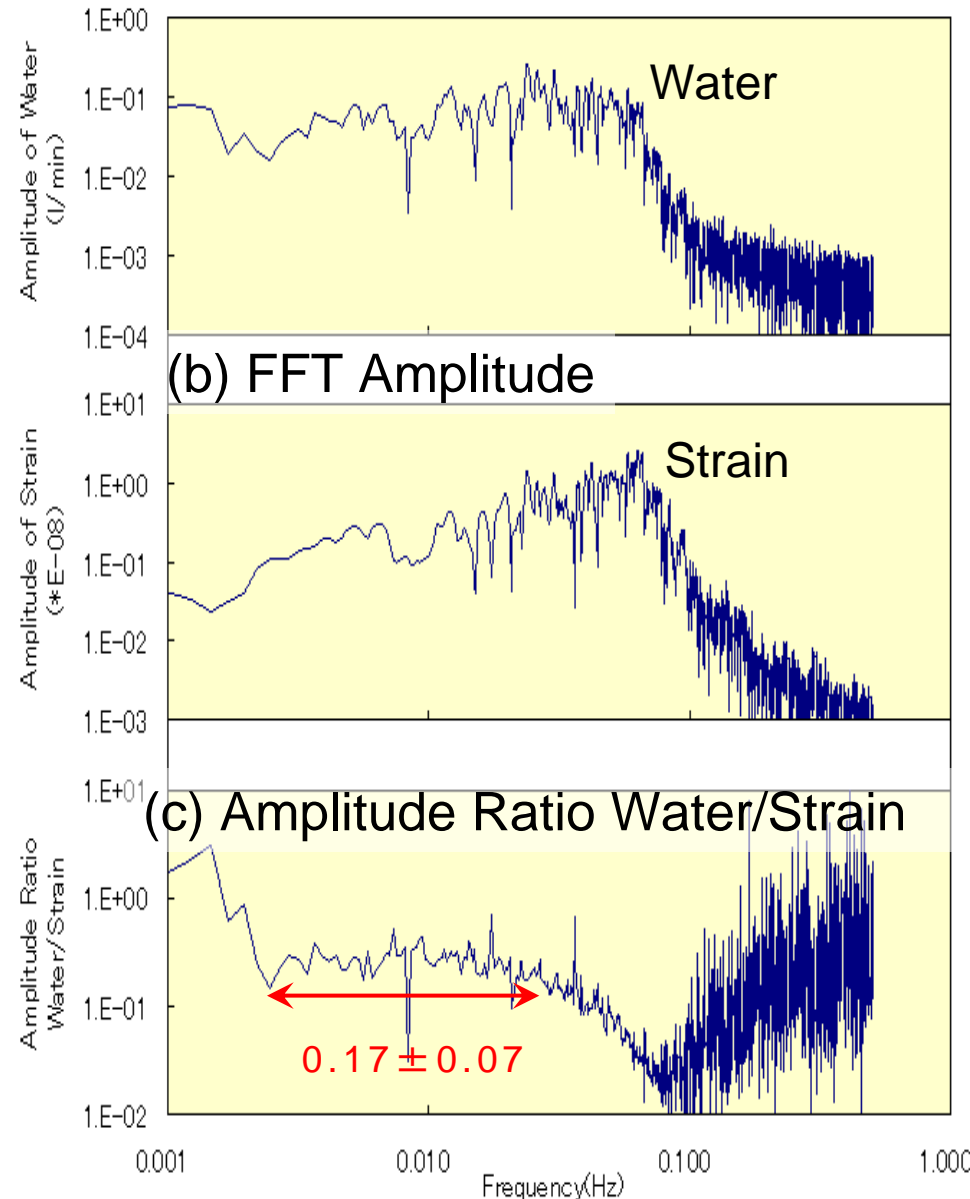 Amplitude of Water
(l/min)
1.E+00
1.E-01
1.E-02
1.E-03
1.E-04
Water
(b) FFT Amplitude
Amplitude of Strain
(*E-08)
1.E+01
1.E+00
1.E-01
1.E-02
1.E-03
Strain
(c) Amplitude Ratio Water/Strain
Amplitude Ratio
Water/Strain
1.E+01
1.E+00
1.E-01
1.E-02
0.17±0.07
0.001
0.010
0.100
1.000
Frequency(Hz)